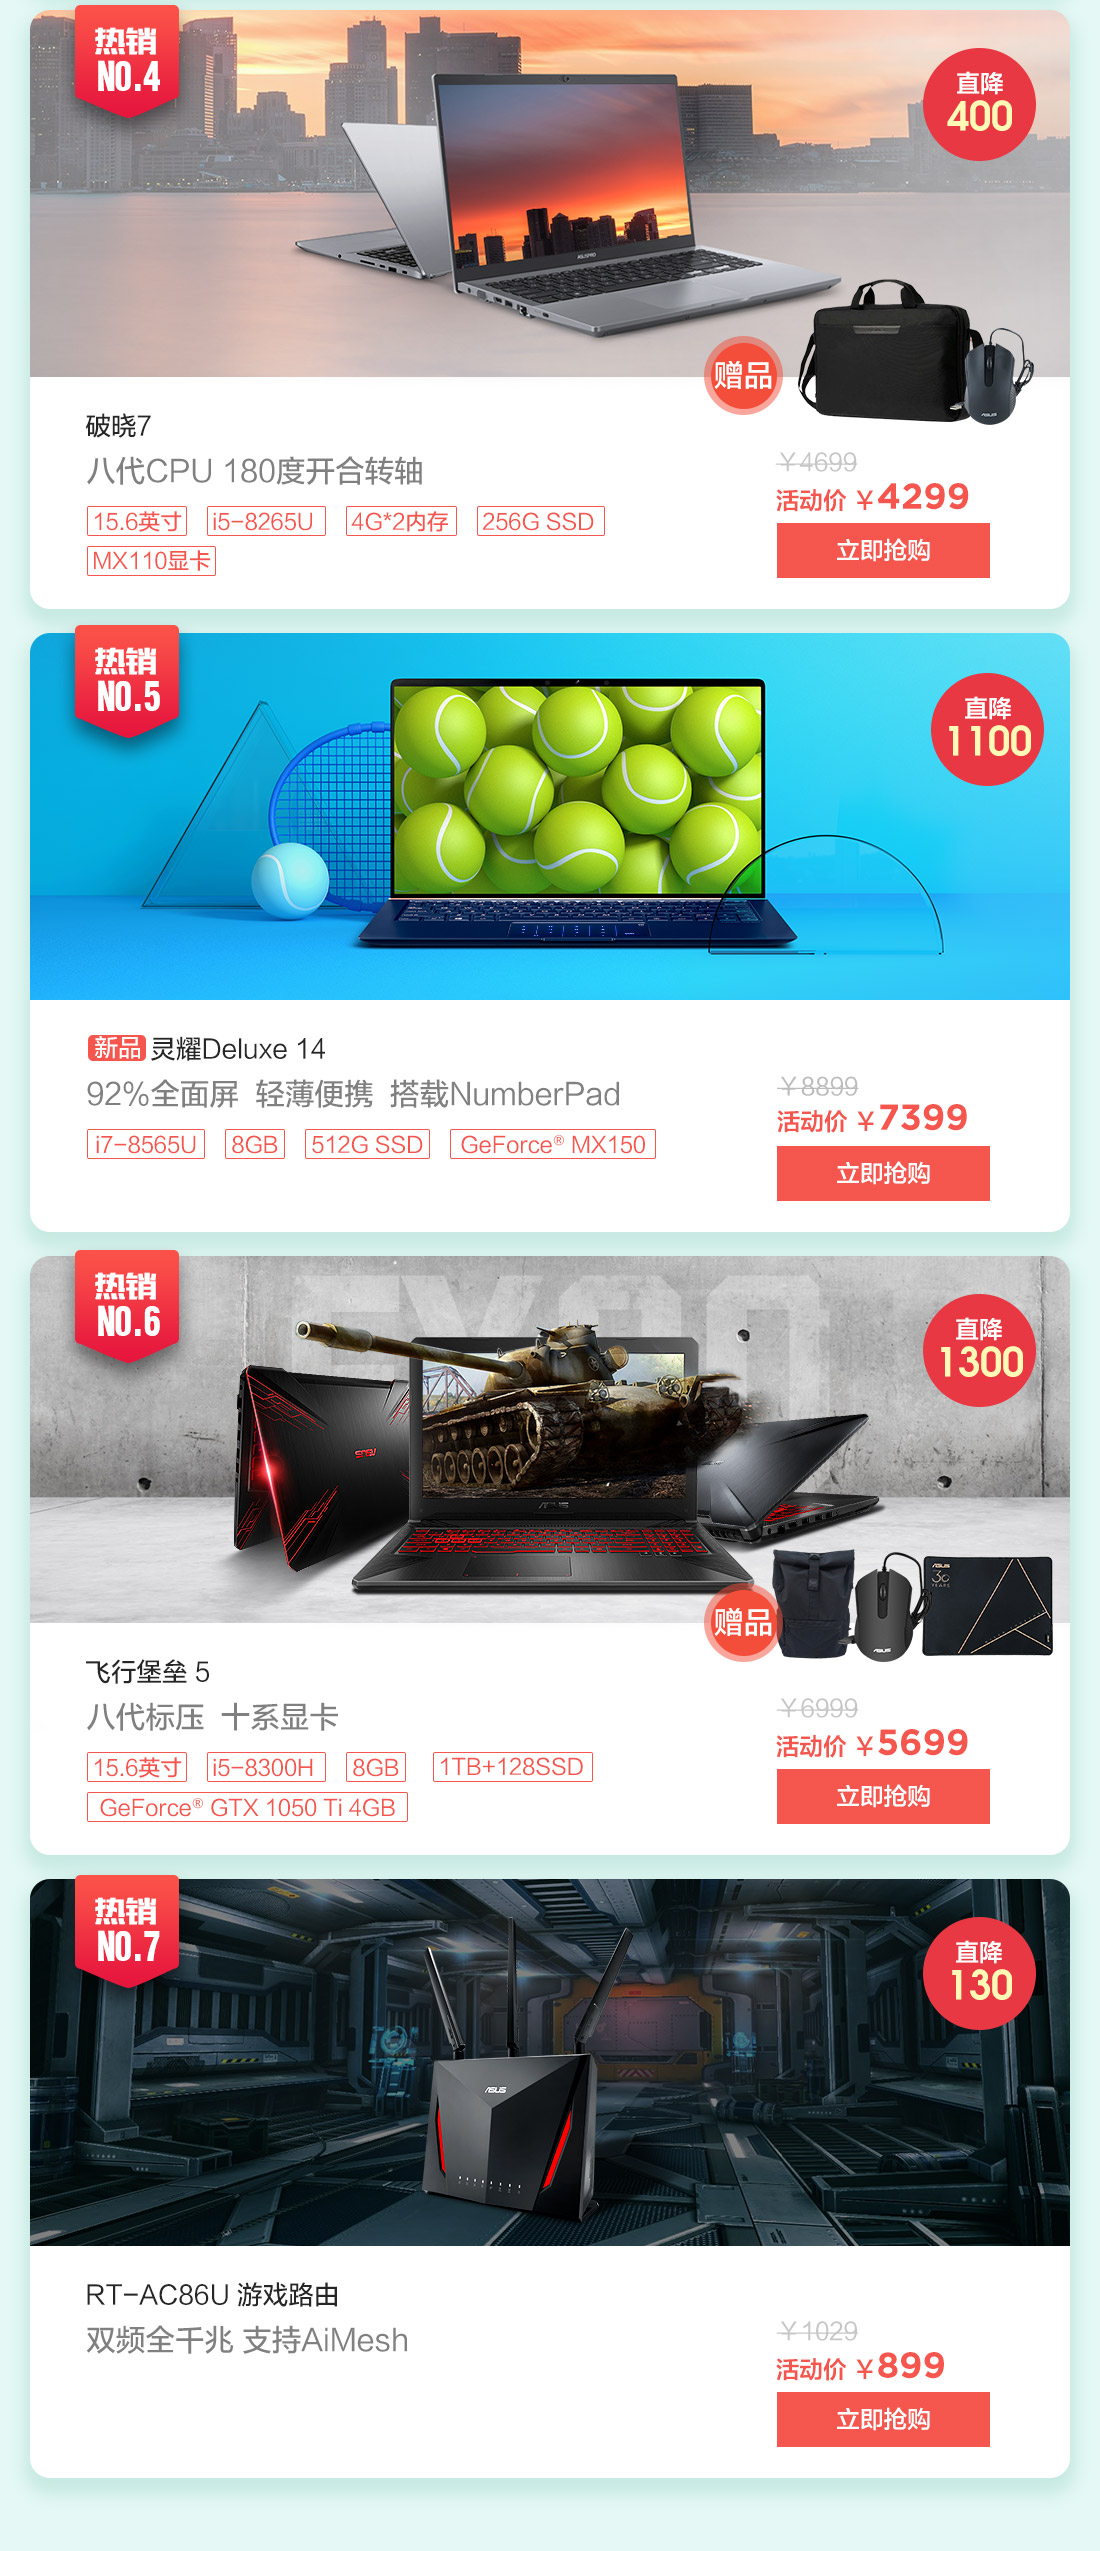 热销
NO.4
直降
400
ASUSPRO
ASUS
赠品
破晓7
八代CPU 180度开合转轴
15.6英寸 i5-8265U 4G*2内存 256G SSD
MX110显卡
￥4699
活动价 ￥4299
立即抢购
热销
NO.5
直降
1100
新品 灵耀Deluxe 14
92%全面屏 轻薄便携 搭载NumberPad
i7-8565U 8GB 512G SSD GeForce® MX150
￥8899
活动价 ￥7399
立即抢购
热销
NO.6
直降
1300
ASUS
ASUS
ASUS
ASUS
30
YEARS
赠品
飞行堡垒 5
八代标压 十系显卡
15.6英寸 i5-8300H 8GB 1TB+128SSD
GeForce® GTX 1050 Ti 4GB
￥6999
活动价 ￥5699
立即抢购
热销
NO.7
直降
130
ASUS
RT-AC86U 游戏路由
双频全千兆 支持AiMesh
￥1029
活动价 ￥899
立即抢购